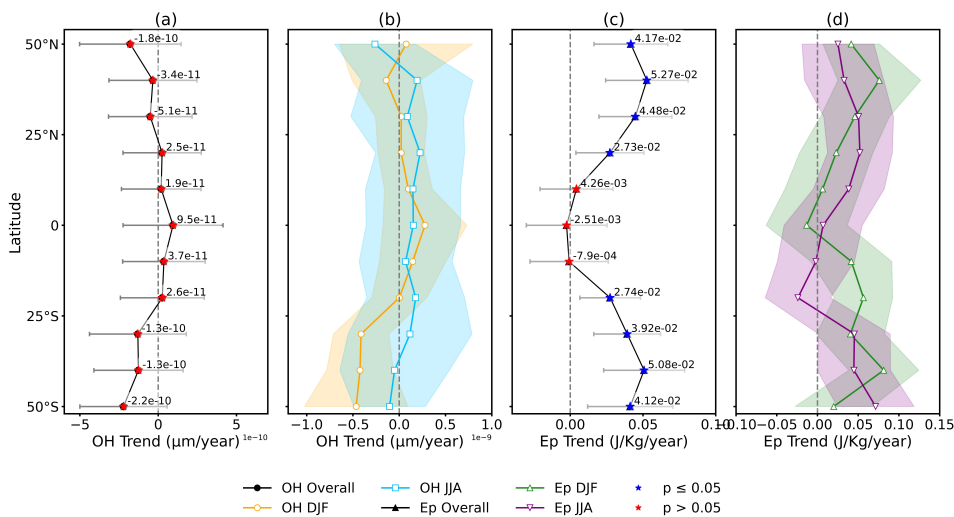 (a) (b) (c) (d)
Latitude
50°N
25°N
0
25°S
50°S
-1.8e-10
-3.4e-11
-5.1e-11
2.5e-11
1.9e-11
9.5e-11
3.7e-11
2.6e-11
-1.3e-10
-1.3e-10
-2.2e-10
4.17e-02
5.27e-02
4.48e-02
2.73e-02
4.26e-03
-2.51e-03
-7.9e-04
2.74e-02
3.92e-02
5.08e-02
4.12e-02
−5 0 5
1e−10
OH Trend (μm/year)
−1.0 −0.5 0.0 0.5 1.0
1e−9
OH Trend (μm/year)
0.00 0.05 0.10
Ep Trend (J/Kg/year)
−0.10 −0.05 0.00 0.05 0.10 0.15
Ep Trend (J/Kg/year)
OH Overall OH JJA Ep DJF p ≤ 0.05
OH DJF Ep Overall Ep JJA p > 0.05